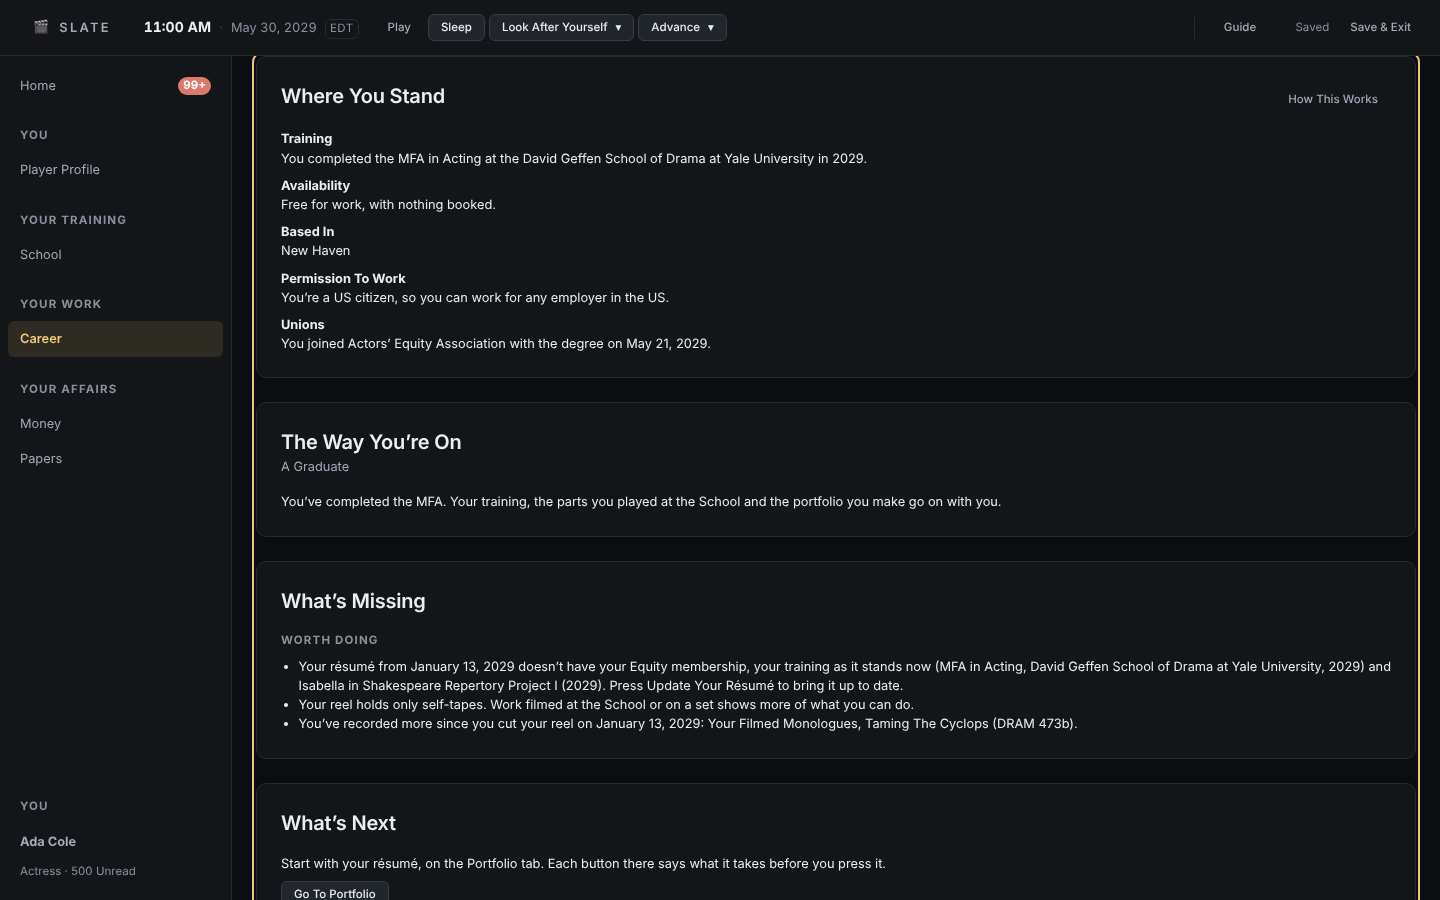 SLATE
11:00 AM · May 30, 2029 EDT
Play
Sleep
Look After Yourself ▾
Advance ▾
Guide
Saved
Save & Exit
Home
99+
YOU
Player Profile
YOUR TRAINING
School
YOUR WORK
Career
YOUR AFFAIRS
Money
Papers
YOU
Ada Cole
Actress · 500 Unread
Where You Stand
How This Works
Training
You completed the MFA in Acting at the David Geffen School of Drama at Yale University in 2029.
Availability
Free for work, with nothing booked.
Based In
New Haven
Permission To Work
You’re a US citizen, so you can work for any employer in the US.
Unions
You joined Actors’ Equity Association with the degree on May 21, 2029.
The Way You’re On
A Graduate
You’ve completed the MFA. Your training, the parts you played at the School and the portfolio you make go on with you.
What’s Missing
WORTH DOING
• Your résumé from January 13, 2029 doesn’t have your Equity membership, your training as it stands now (MFA in Acting, David Geffen School of Drama at Yale University, 2029) and
Isabella in Shakespeare Repertory Project I (2029). Press Update Your Résumé to bring it up to date.
• Your reel holds only self-tapes. Work filmed at the School or on a set shows more of what you can do.
• You’ve recorded more since you cut your reel on January 13, 2029: Your Filmed Monologues, Taming The Cyclops (DRAM 473b).
What’s Next
Start with your résumé, on the Portfolio tab. Each button there says what it takes before you press it.
Go To Portfolio